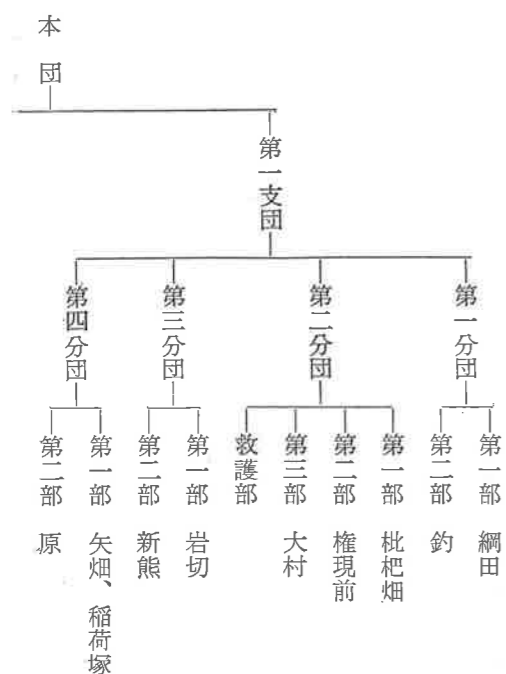 本団
第一支団
第一分団
第一部 綱田
第二部 釣
第二分団
第一部 枇杷畑
第二部 権現前
第三部 大村
救護部
第三分団
第一部 岩切
第二部 新熊
第四分団
第一部 矢畑、稲荷塚
第二部 原